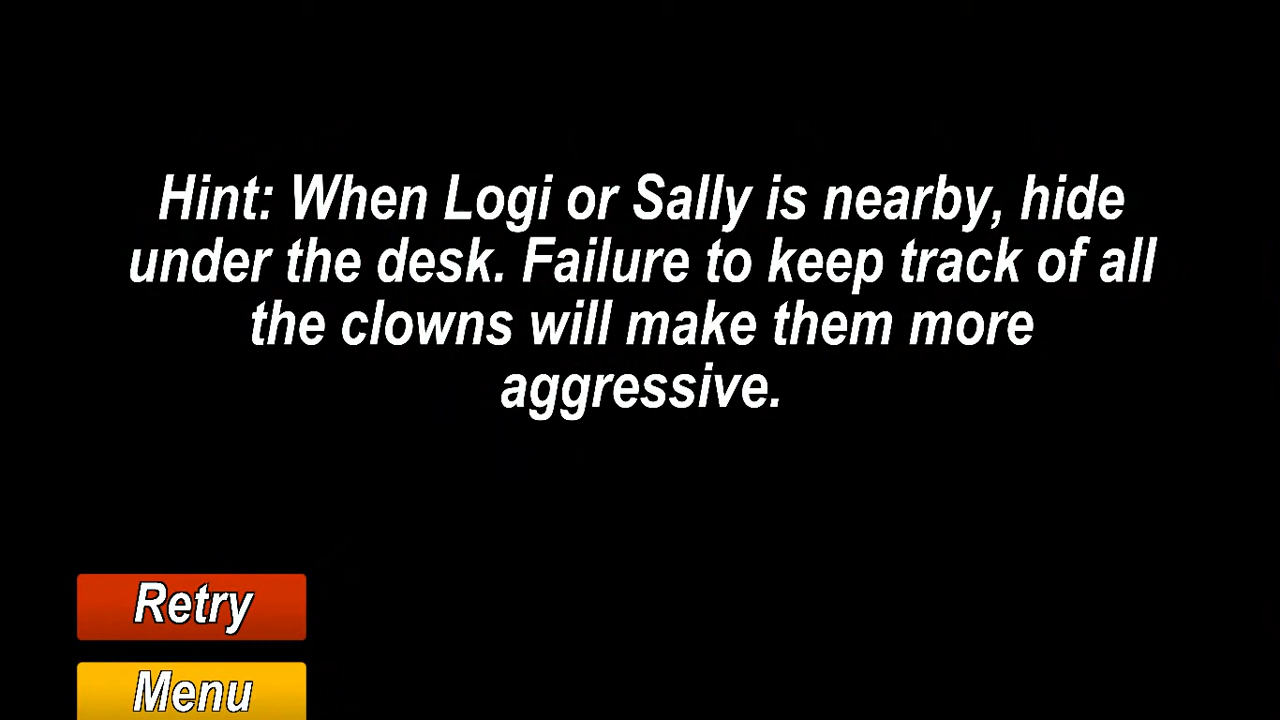 Hint: When Logi or Sally is nearby, hide
under the desk. Failure to keep track of all
the clowns will make them more
aggressive.
Retry
Menu